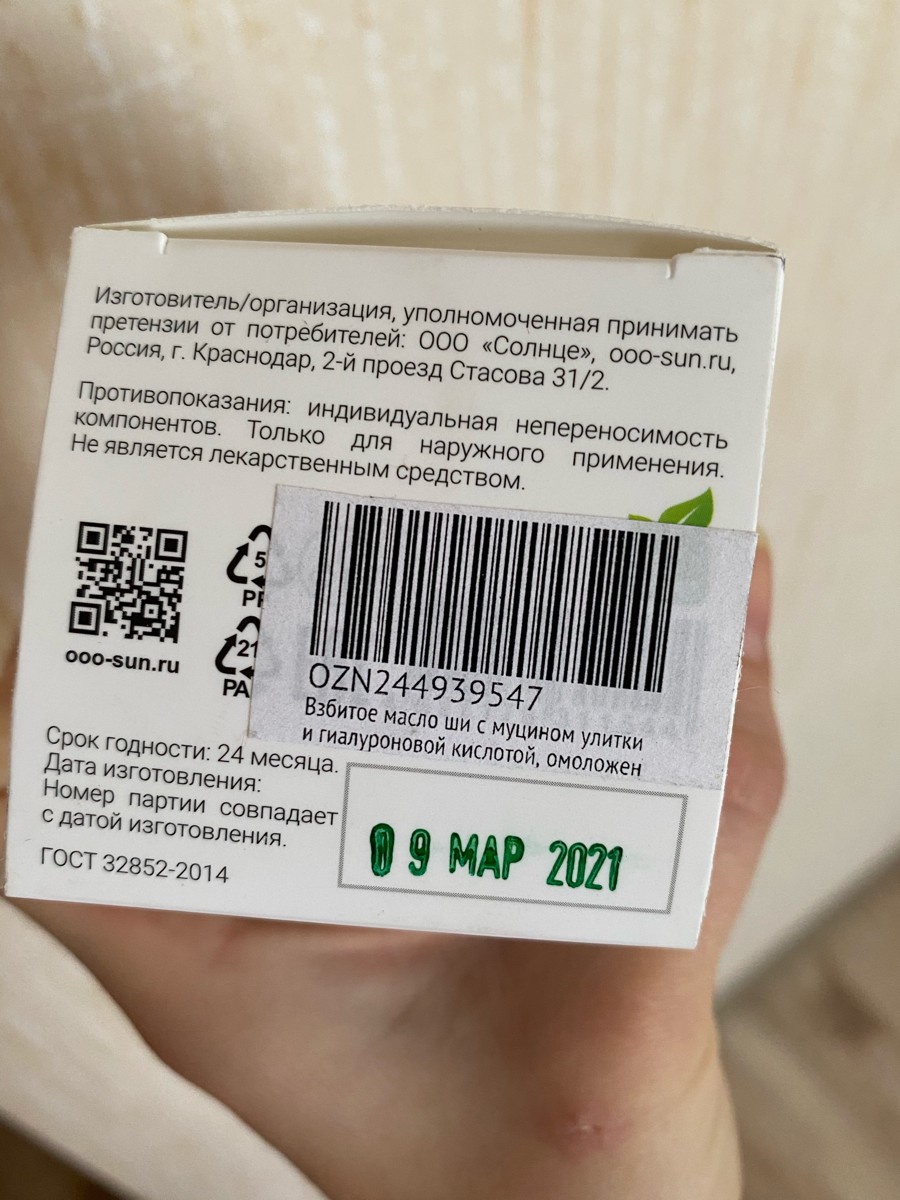 Изготовитель/организация, уполномоченная принимать
претензии от потребителей: ООО «Солнце», ooo-sun.ru,
Россия, г. Краснодар, 2-й проезд Стасова 31/2.
Противопоказания: индивидуальная непереносимость
компонентов. Только для наружного применения.
Не является лекарственным средством.
5
21
PA
ooo-sun.ru
OZN244939547
Взбитое масло ши с муцином улитки
и гиалуроновой кислотой, омоложен
Срок годности: 24 месяца.
Дата изготовления:
Номер партии совпадает
с датой изготовления.
09 МАР 2021
ГОСТ 32852-2014